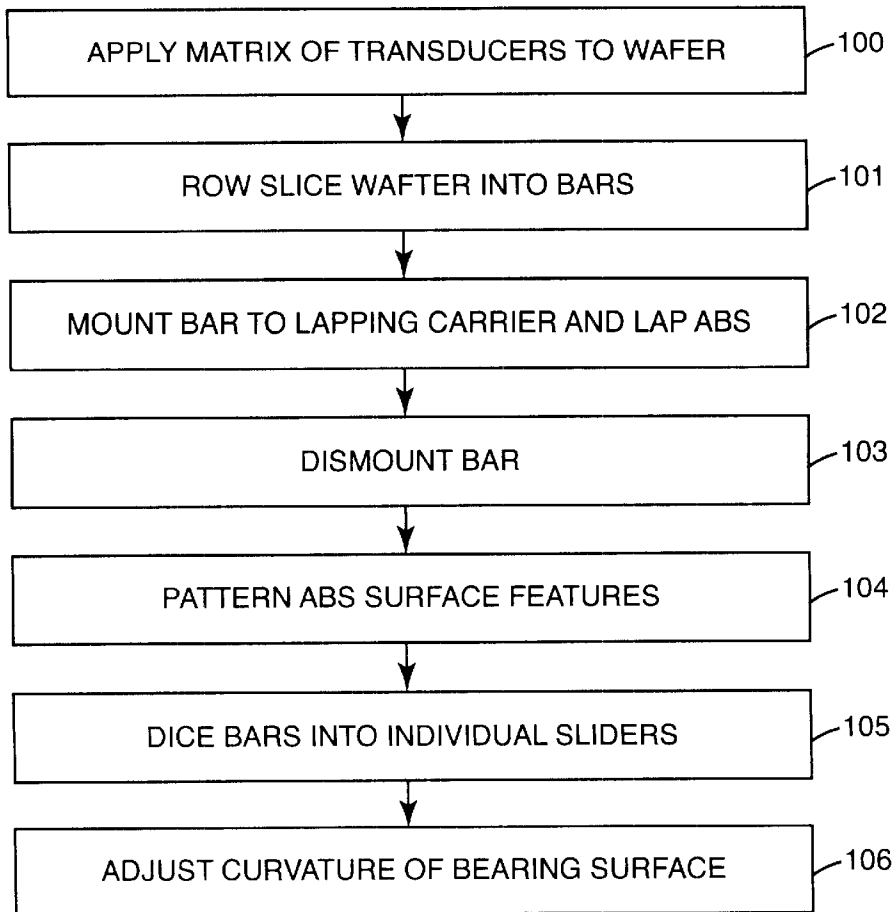 APPLY MATRIX OF TRANSDUCERS TO WAFER 100
ROW SLICE WAFTER INTO BARS 101
MOUNT BAR TO LAPPING CARRIER AND LAP ABS 102
DISMOUNT BAR 103
PATTERN ABS SURFACE FEATURES 104
DICE BARS INTO INDIVIDUAL SLIDERS 105
ADJUST CURVATURE OF BEARING SURFACE 106